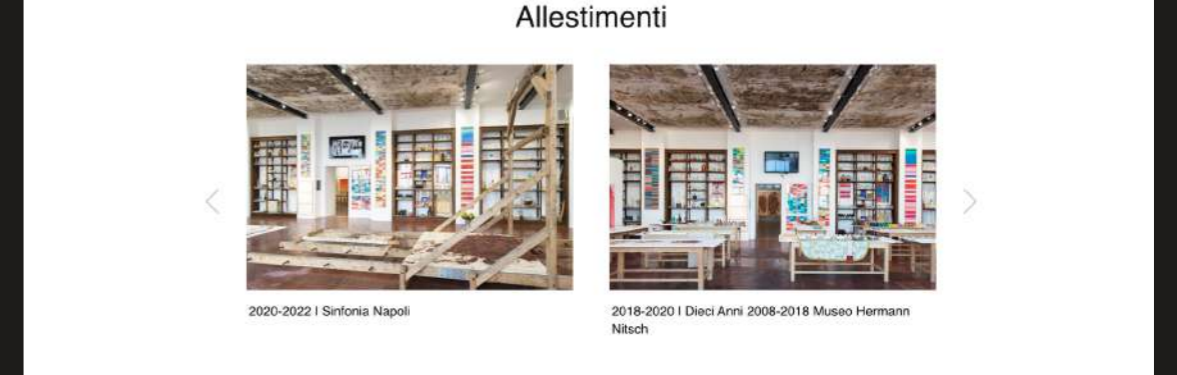 Allestimenti
2020-2022 | Sinfonia Napoli
2018-2020 | Dieci Anni 2008-2018 Museo Hermann
Nitsch